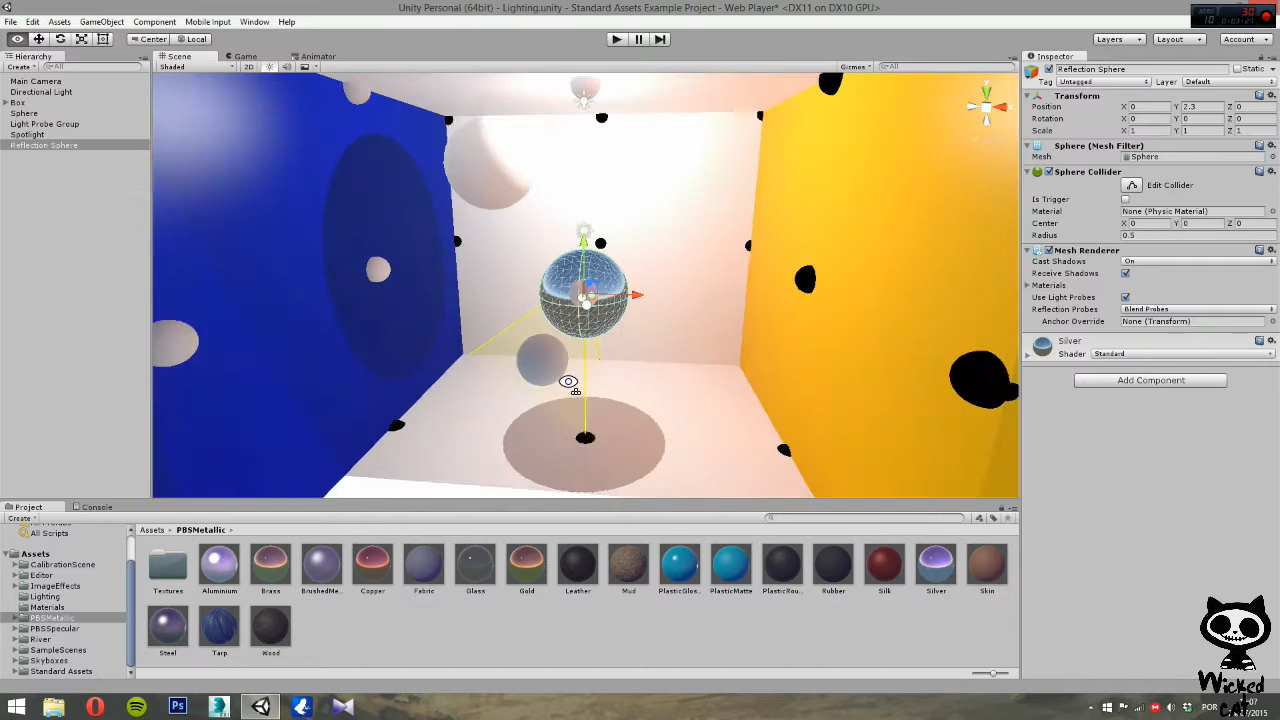 Unity Personal (64bit) - Lighting.unity - Standard Assets Example Project - Web Player* <DX11 on DX10 GPU>
File Edit Assets GameObject Component Mobile Input Window Help
Center Local
Layers Layout Account
Hierarchy
Create All
Main Camera
Directional Light
Box
Sphere
Light Probe Group
Spotlight
Reflection Sphere
Scene Game Animator
Shaded 2D Gizmos All
Inspector
Reflection Sphere Static
Tag Untagged Layer Default
Transform
Position X 0 Y 2.3 Z 0
Rotation X 0 Y 0 Z 0
Scale X 1 Y 1 Z 1
Sphere (Mesh Filter)
Mesh Sphere
Sphere Collider
Edit Collider
Is Trigger
Material None (Physic Material)
Center X 0 Y 0 Z 0
Radius 0.5
Mesh Renderer
Cast Shadows On
Receive Shadows
Materials
Use Light Probes
Reflection Probes Blend Probes
Anchor Override None (Transform)
Silver
Shader Standard
Add Component
Project Console
Create
All Scripts
Assets
CalibrationScene
Editor
ImageEffects
Lighting
Materials
PBSMetallic
PBSSpecular
River
SampleScenes
Skyboxes
Standard Assets
Assets PBSMetallic
Textures Aluminium Brass BrushedMe... Copper Fabric Glass Gold Leather Mud PlasticGlos... PlasticMatte PlasticRou... Rubber Silk Silver Skin
Steel Tarp Wood
Wicked
cat
POR